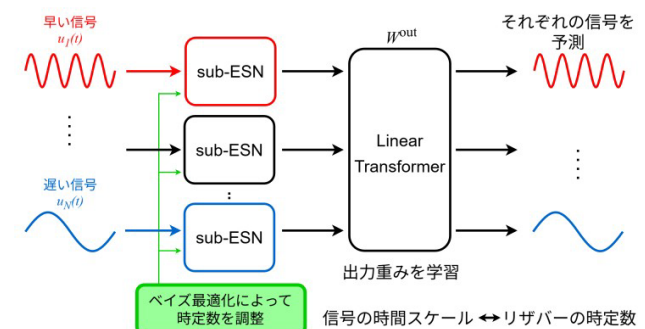 早い信号
u1(t)
sub-ESN
Wout
それぞれの信号を
予測
sub-ESN
Linear
Transformer
遅い信号
uN(t)
sub-ESN
出力重みを学習
ベイズ最適化によって
時定数を調整
信号の時間スケール ↔ リザバーの時定数